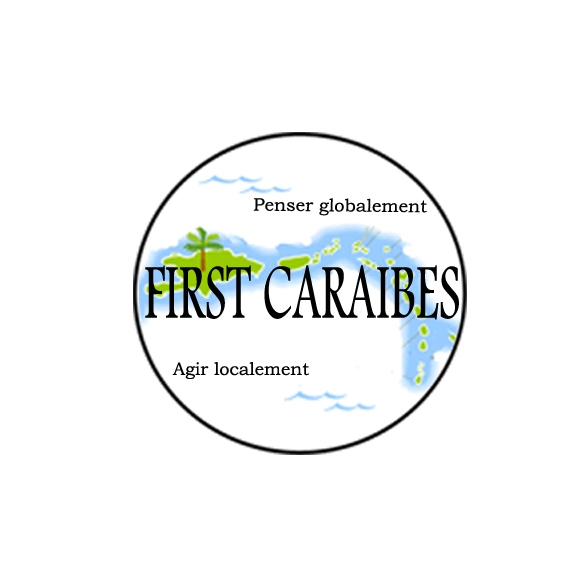 Penser globalement
FIRST CARAIBES
Agir localement